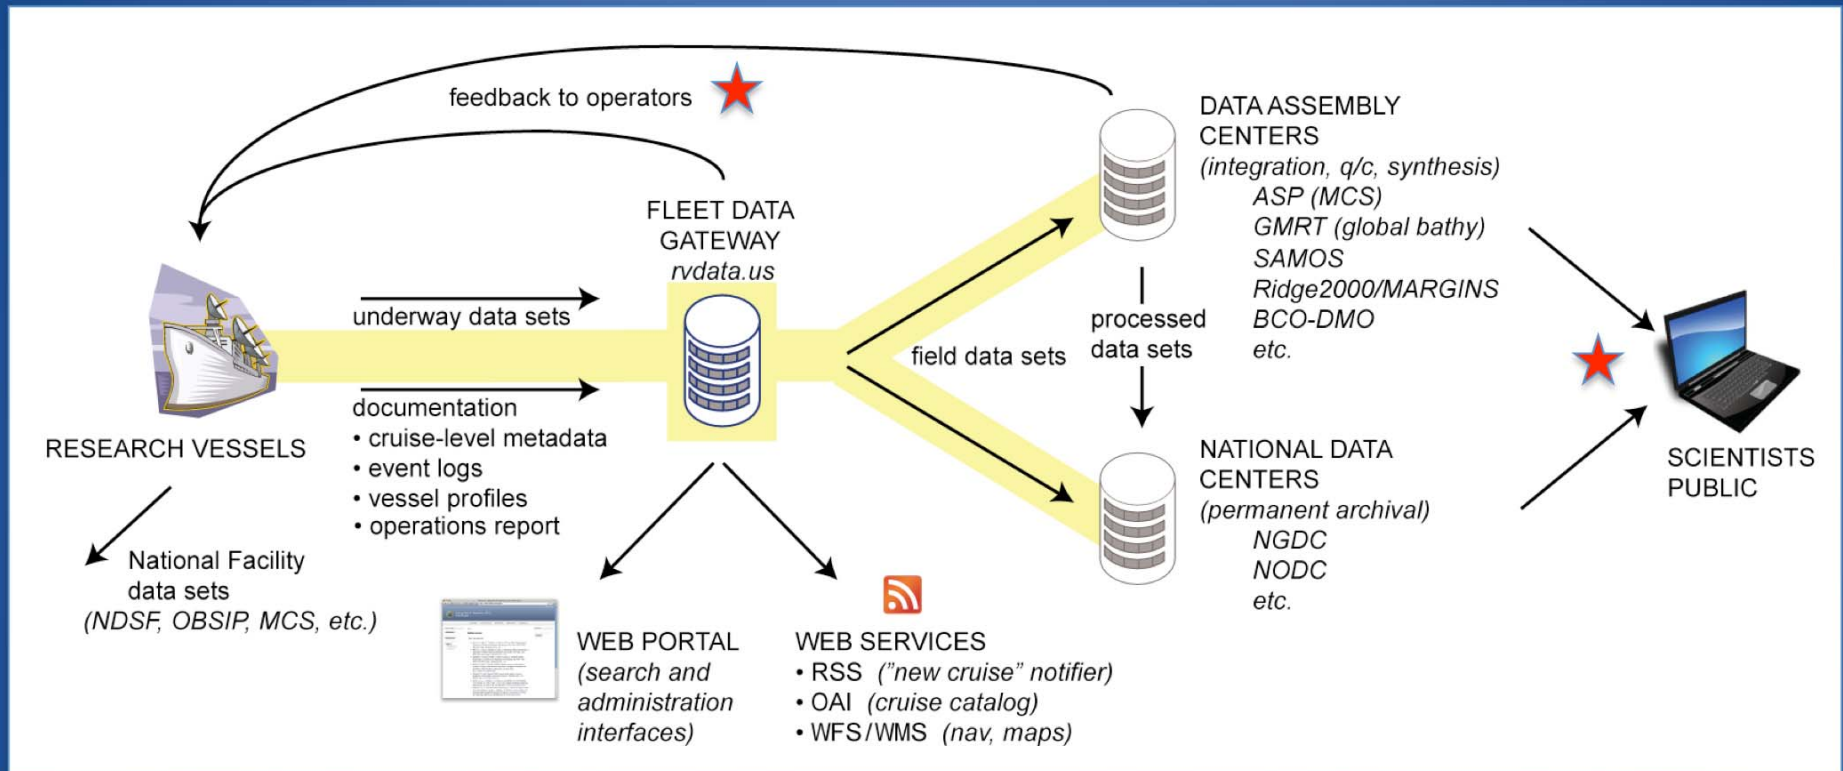 feedback to operators
DATA ASSEMBLY
CENTERS
(integration, q/c, synthesis)
ASP (MCS)
GMRT (global bathy)
SAMOS
Ridge2000/MARGINS
BCO-DMO
etc.
FLEET DATA
GATEWAY
rvdata.us
underway data sets
documentation
• cruise-level metadata
• event logs
• vessel profiles
• operations report
RESEARCH VESSELS
National Facility
data sets
(NDSF, OBSIP, MCS, etc.)
field data sets
processed
data sets
NATIONAL DATA
CENTERS
(permanent archival)
NGDC
NODC
etc.
SCIENTISTS
PUBLIC
WEB PORTAL
(search and
administration
interfaces)
WEB SERVICES
• RSS (”new cruise” notifier)
• OAI (cruise catalog)
• WFS/WMS (nav, maps)